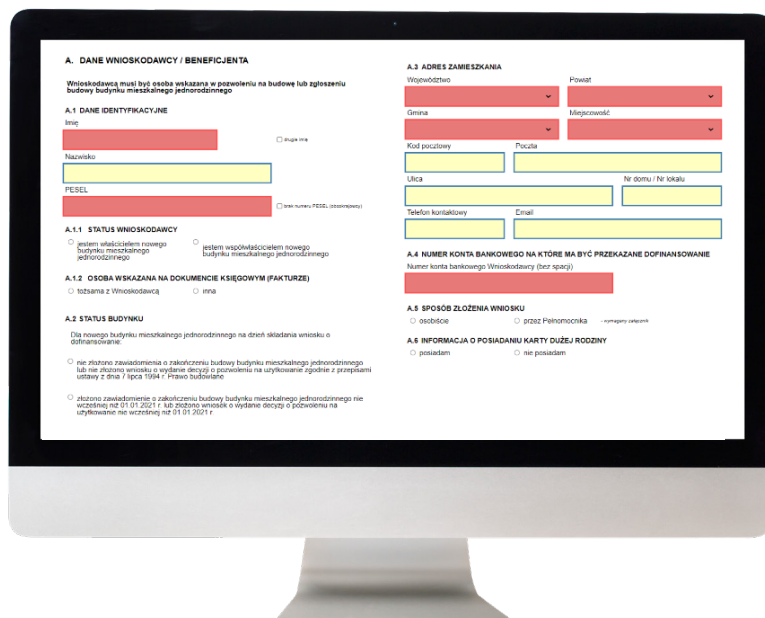 A. DANE WNIOSKODAWCY / BENEFICJENTA
Wnioskodawcą musi być osoba wskazana w pozwoleniu na budowę lub zgłoszeniu
budowy budynku mieszkalnego jednorodzinnego
A.1 DANE IDENTYFIKACYJNE
Imię
drugie imię
Nazwisko
PESEL
brak numeru PESEL (obcokrajowcy)
A.1.1 STATUS WNIOSKODAWCY
jestem właścicielem nowego
budynku mieszkalnego
jednorodzinnego
jestem współwłaścicielem nowego
budynku mieszkalnego jednorodzinnego
A.1.2 OSOBA WSKAZANA NA DOKUMENCIE KSIĘGOWYM (FAKTURZE)
tożsama z Wnioskodawcą
inna
A.2 STATUS BUDYNKU
Dla nowego budynku mieszkalnego jednorodzinnego na dzień składania wniosku o
dofinansowanie:
nie złożono zawiadomienia o zakończeniu budowy budynku mieszkalnego jednorodzinnego
lub nie złożono wniosku o wydanie decyzji o pozwoleniu na użytkowanie zgodnie z przepisami
ustawy z dnia 7 lipca 1994 r. Prawo budowlane
złożono zawiadomienie o zakończeniu budowy budynku mieszkalnego jednorodzinnego nie
wcześniej niż 01.01.2021 r. lub złożono wniosek o wydanie decyzji o pozwoleniu na
użytkowanie nie wcześniej niż 01.01.2021 r
A.3 ADRES ZAMIESZKANIA
Województwo
Powiat
Gmina
Miejscowość
Kod pocztowy
Poczta
Ulica
Nr domu / Nr lokalu
Telefon kontaktowy
Email
A.4 NUMER KONTA BANKOWEGO NA KTÓRE MA BYĆ PRZEKAZANE DOFINANSOWANIE
Numer konta bankowego Wnioskodawcy (bez spacji)
A.5 SPOSÓB ZŁOŻENIA WNIOSKU
osobiście
przez Pełnomocnika
- wymagany załącznik
A.6 INFORMACJA O POSIADANIU KARTY DUŻEJ RODZINY
posiadam
nie posiadam